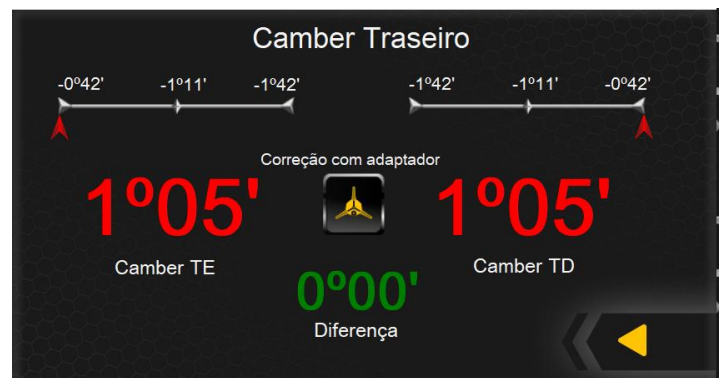 Camber Traseiro
-0º42' -1º11' -1º42' -1º42' -1º11' -0º42'
Correção com adaptador
1º05' 1º05'
Camber TE Camber TD
0º00'
Diferença